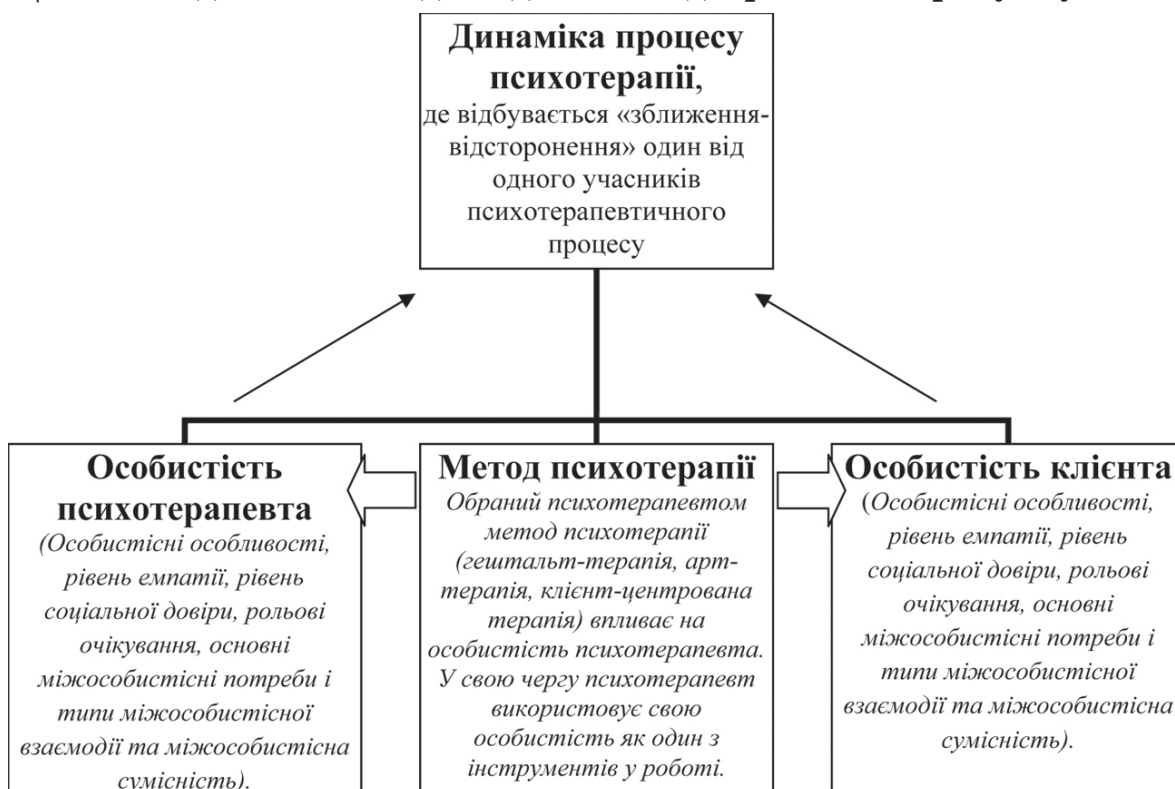 Динаміка процесу
психотерапії,
де відбувається «зближення-
відсторонення» один від
одного учасників
психотерапевтичного
процесу
Особистість
психотерапевта
(Особистісні особливості,
рівень емпатії, рівень
соціальної довіри, рольові
очікування, основні
міжособистісні потреби і
типи міжособистісної
взаємодії та міжособистісна
сумісність).
Метод психотерапії
Обраний психотерапевтом
метод психотерапії
(гештальт-терапія, арт-
терапія, клієнт-центрована
терапія) впливає на
особистість психотерапевта.
У свою чергу психотерапевт
використовує свою
особистість як один з
інструментів у роботі.
Особистість клієнта
(Особистісні особливості,
рівень емпатії, рівень
соціальної довіри, рольові
очікування, основні
міжособистісні потреби і
типи міжособистісної
взаємодії та міжособистісна
сумісність).